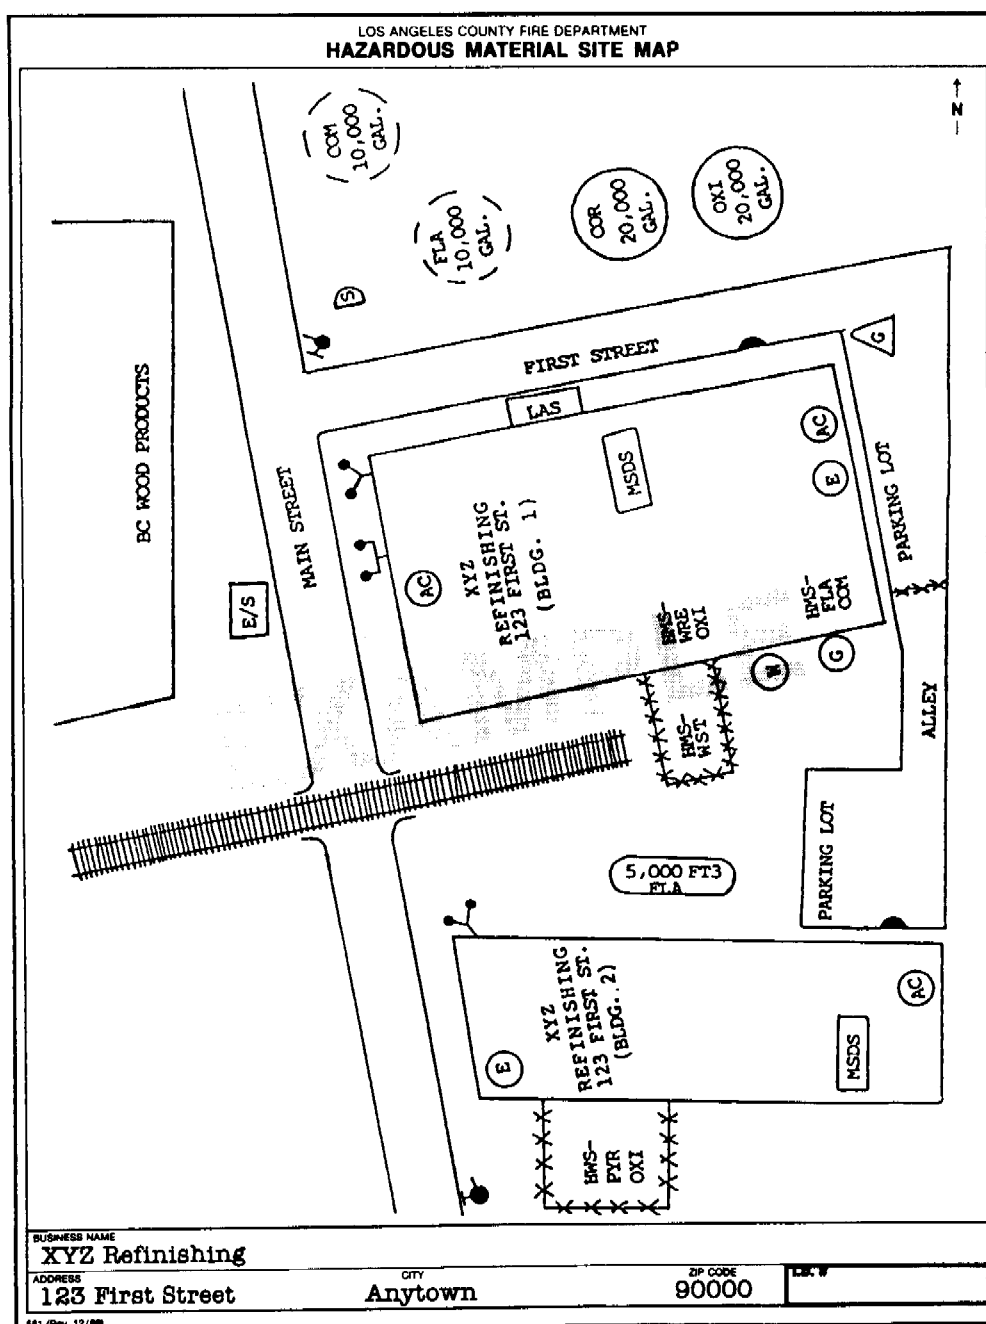 LOS ANGELES COUNTY FIRE DEPARTMENT
HAZARDOUS MATERIAL SITE MAP
N
COM
10,000
GAL.
FLA
10,000
GAL.
COR
20,000
GAL.
OXI
20,000
GAL.
S
FIRST STREET
G
BC WOOD PRODUCTS
MAIN STREET
E/S
LAS
MSDS
AC
E
PARKING LOT
AC
XYZ
REFINISHING
123 FIRST ST.
(BLDG. 1)
HMS-
WRE
OXI
HMS-
FLA
COM
G
W
HMS-
WST
ALLEY
SAMPLE
5,000 FT3
FLA
PARKING LOT
XYZ
REFINISHING
123 FIRST ST.
(BLDG. 2)
AC
E
MSDS
HWS-
PYR
OXI
BUSINESS NAME
XYZ Refinishing
ADDRESS
123 First Street
CITY
Anytown
ZIP CODE
90000